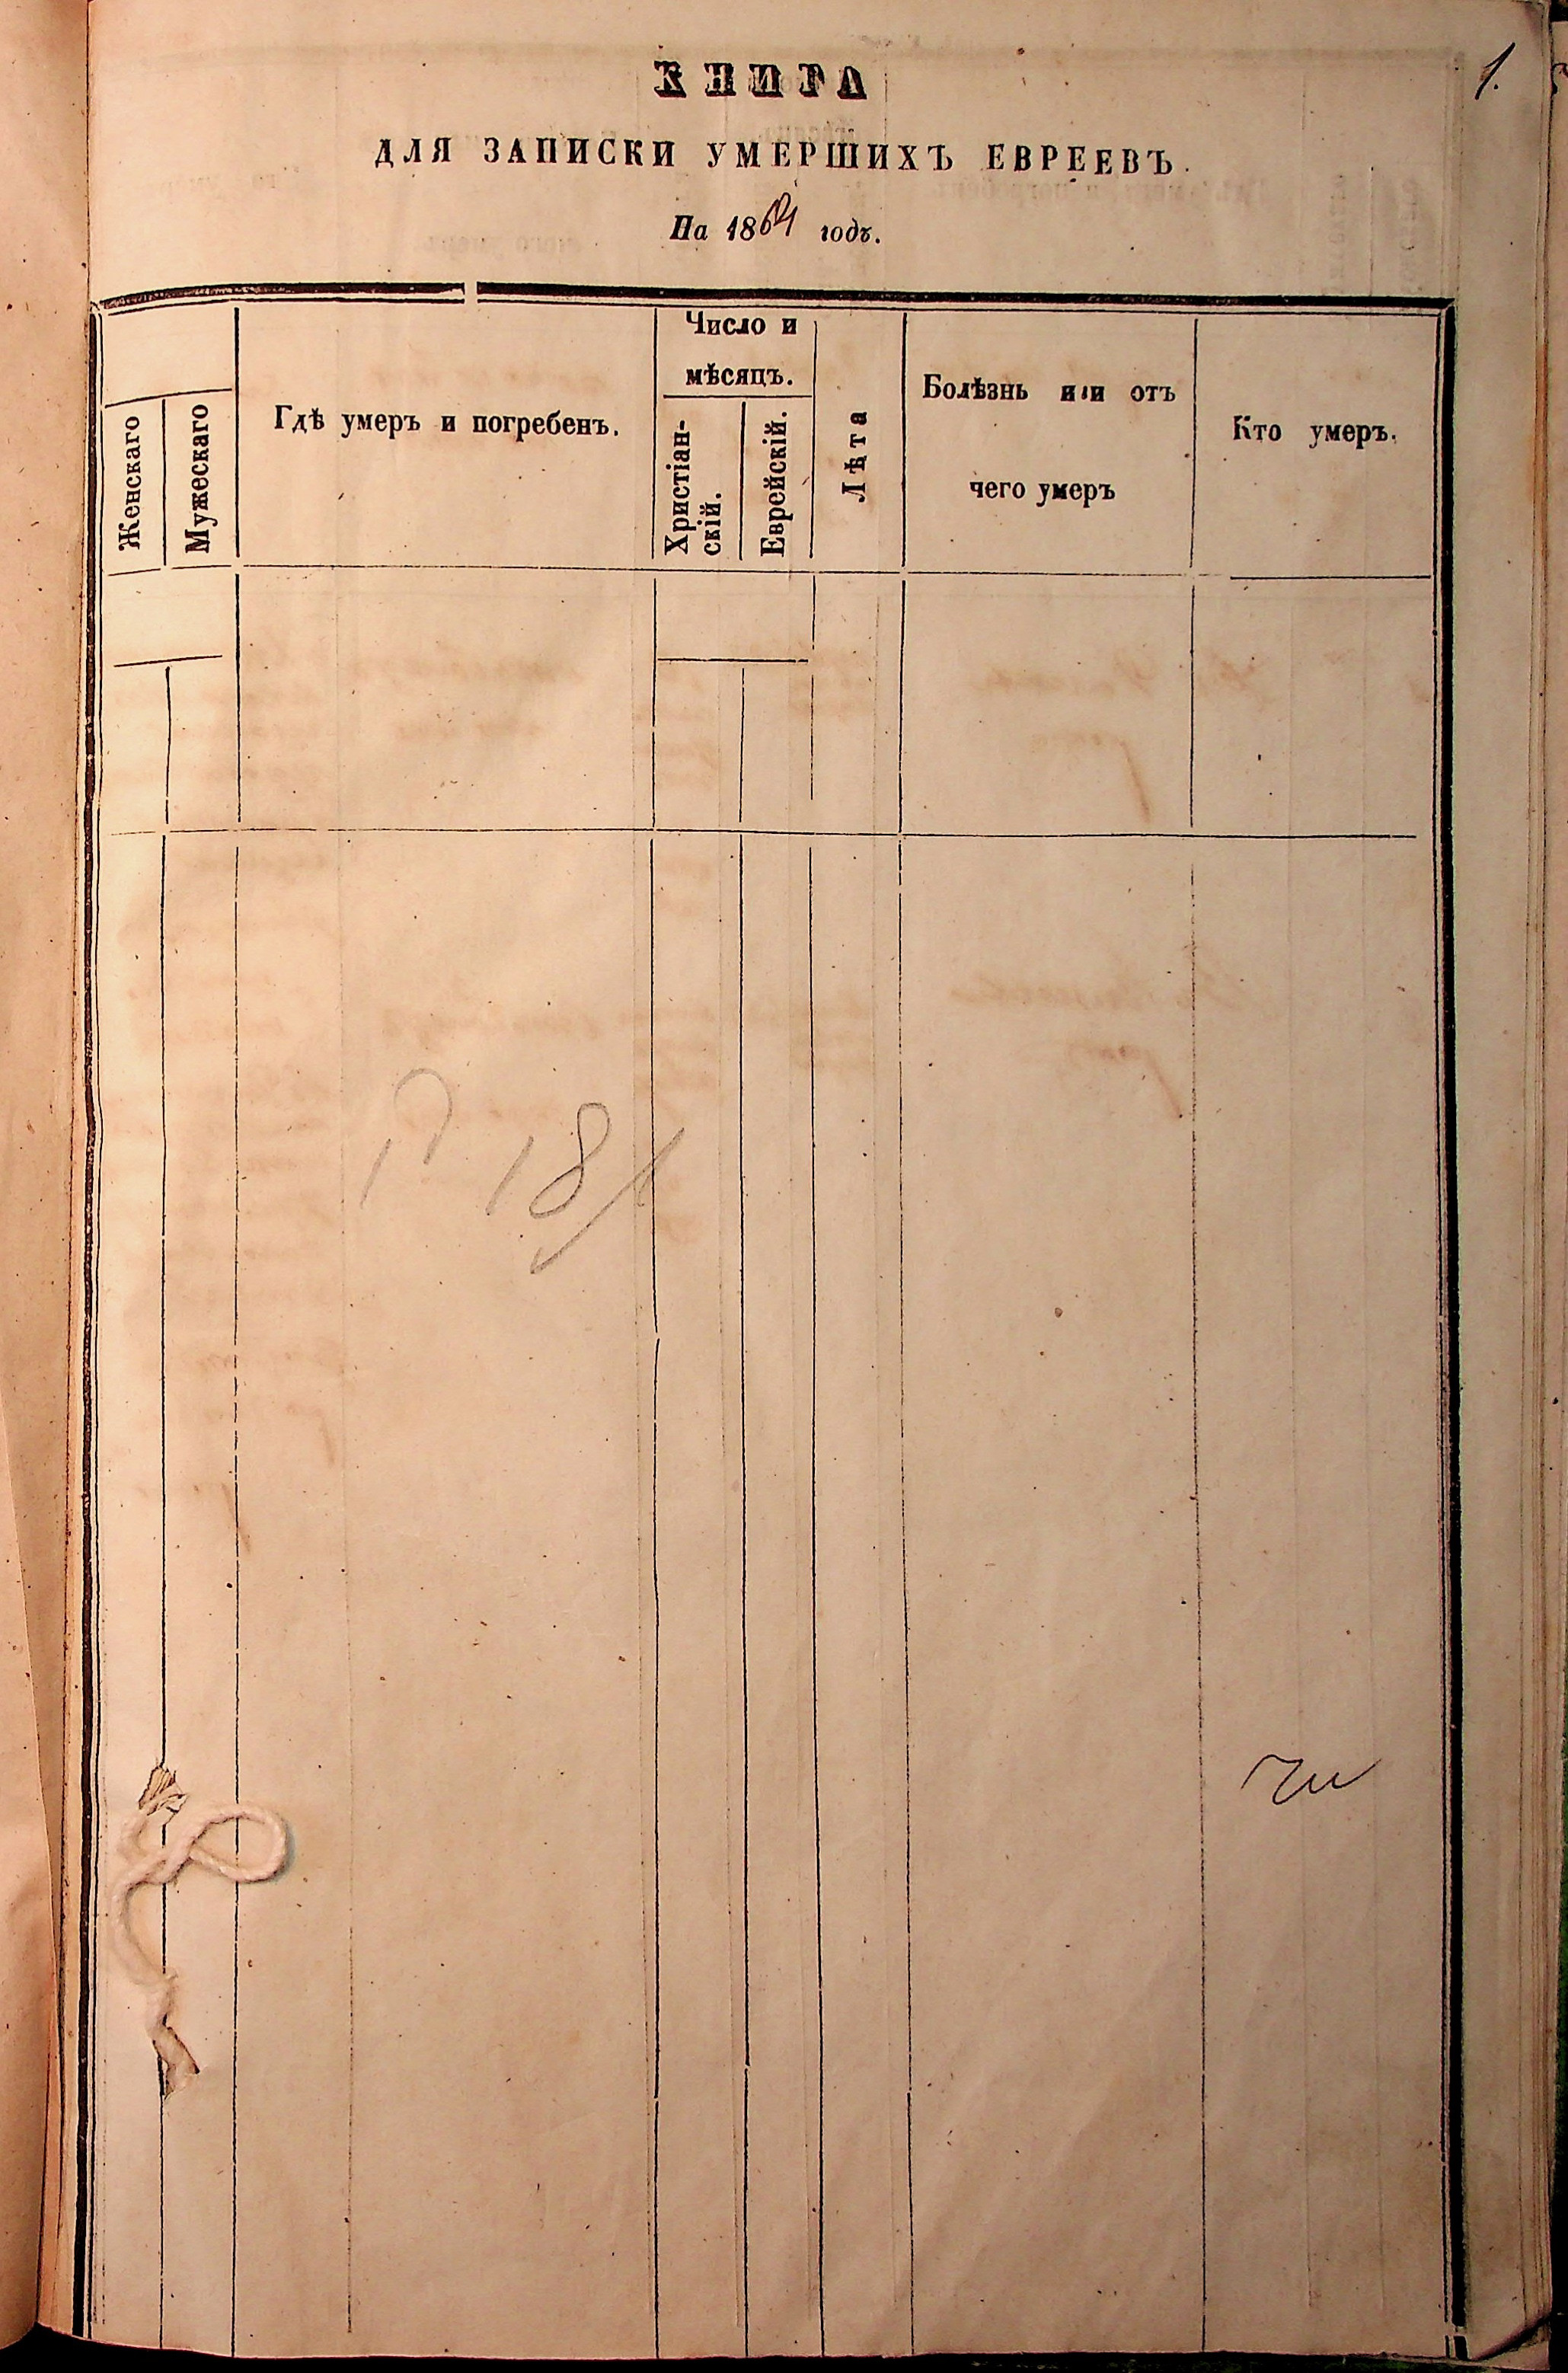 1.
КНИГА
ДЛЯ ЗАПИСКИ УМЕРШИХЪ ЕВРЕЕВЪ.
На 1864 годъ.
Женскаго
Мужескаго
Гдѣ умеръ и погребенъ.
Число и
мѣсяцъ.
Христіан-
скій.
Еврейскій.
Лѣта
Болѣзнь или отъ
чего умеръ
Кто умеръ.
чи